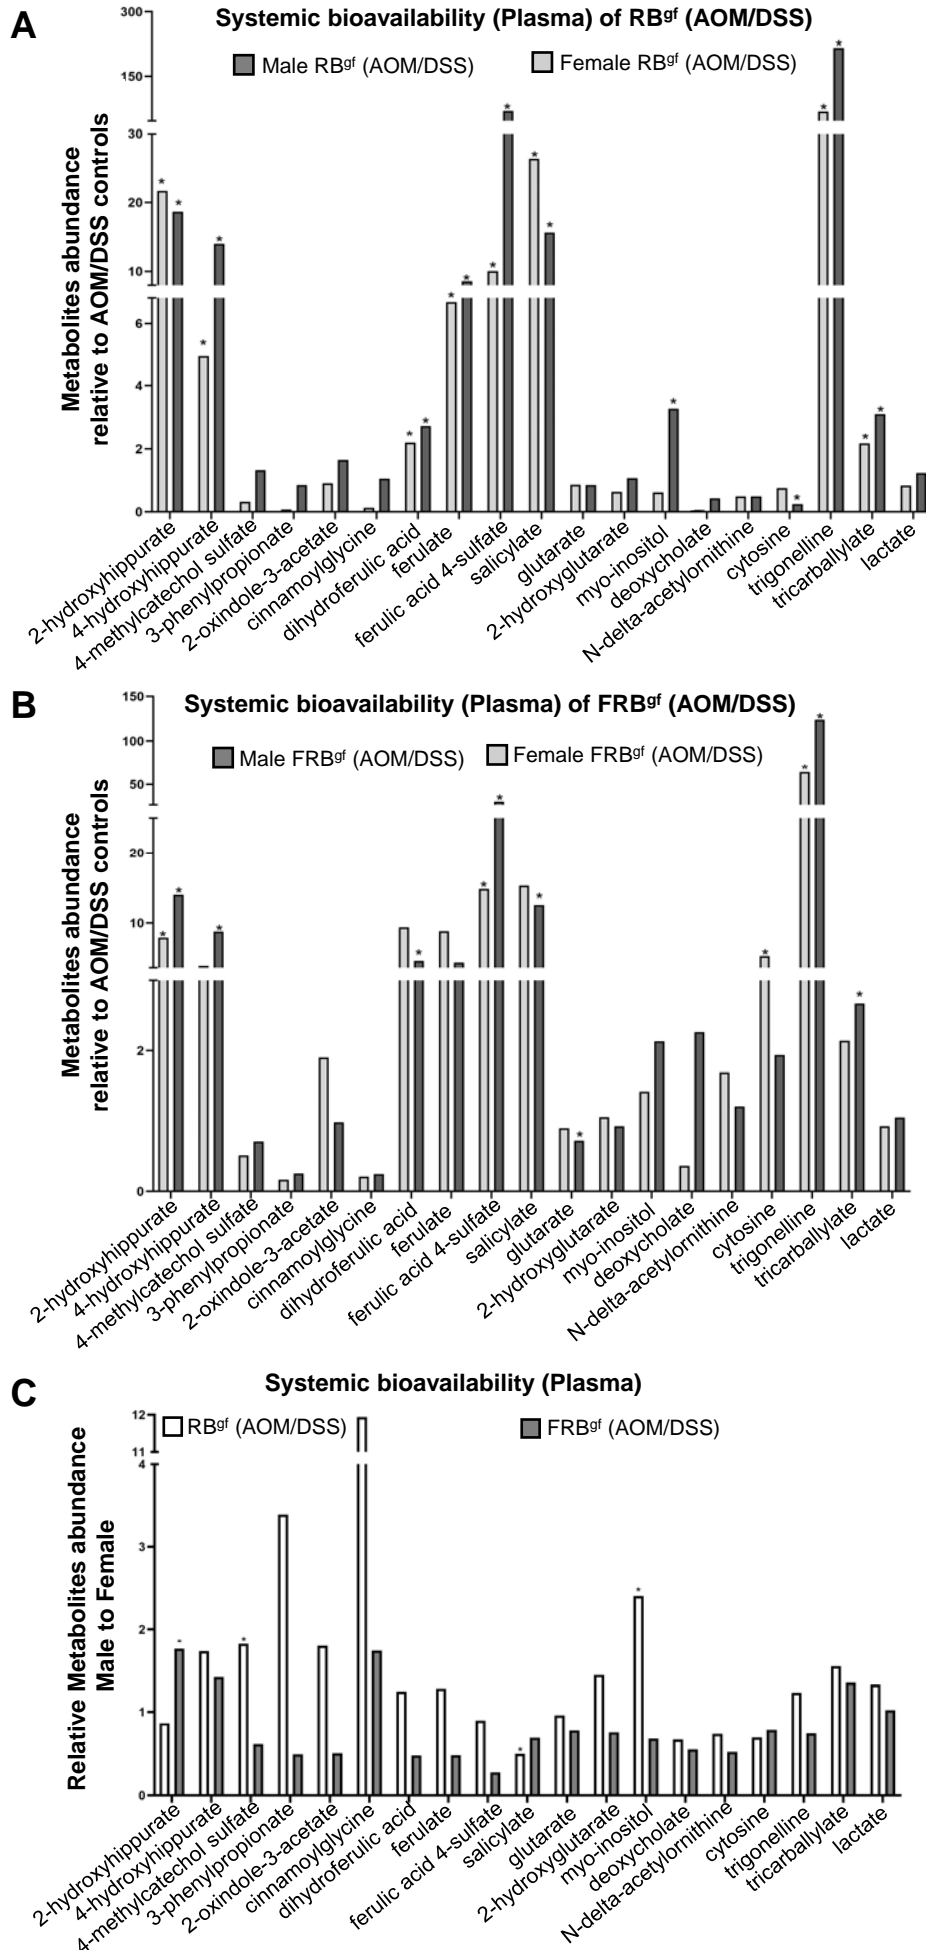 A
Systemic bioavailability (Plasma) of RBgf (AOM/DSS)
Male RBgf (AOM/DSS)
Female RBgf (AOM/DSS)
Metabolites abundance
relative to AOM/DSS controls
300
150
30
20
10
6
4
2
0
* * * * * * * * * * * * * * * * * * *
2-hydroxyhippurate
4-hydroxyhippurate
4-methylcatechol sulfate
3-phenylpropionate
2-oxindole-3-acetate
cinnamoylglycine
dihydroferulic acid
ferulate
ferulic acid 4-sulfate
salicylate
glutarate
2-hydroxyglutarate
myo-inositol
deoxycholate
N-delta-acetylornithine
cytosine
trigonelline
tricarballylate
lactate
B
Systemic bioavailability (Plasma) of FRBgf (AOM/DSS)
Male FRBgf (AOM/DSS)
Female FRBgf (AOM/DSS)
Metabolites abundance
relative to AOM/DSS controls
150
100
50
20
10
2
0
* * * * * * * * * * * *
2-hydroxyhippurate
4-hydroxyhippurate
4-methylcatechol sulfate
3-phenylpropionate
2-oxindole-3-acetate
cinnamoylglycine
dihydroferulic acid
ferulate
ferulic acid 4-sulfate
salicylate
glutarate
2-hydroxyglutarate
myo-inositol
deoxycholate
N-delta-acetylornithine
cytosine
trigonelline
tricarballylate
lactate
C
Systemic bioavailability (Plasma)
RBgf (AOM/DSS)
FRBgf (AOM/DSS)
Relative Metabolites abundance
Male to Female
12
11
4
3
2
1
0
* * * *
2-hydroxyhippurate
4-hydroxyhippurate
4-methylcatechol sulfate
3-phenylpropionate
2-oxindole-3-acetate
cinnamoylglycine
dihydroferulic acid
ferulate
ferulic acid 4-sulfate
salicylate
glutarate
2-hydroxyglutarate
myo-inositol
deoxycholate
N-delta-acetylornithine
cytosine
trigonelline
tricarballylate
lactate